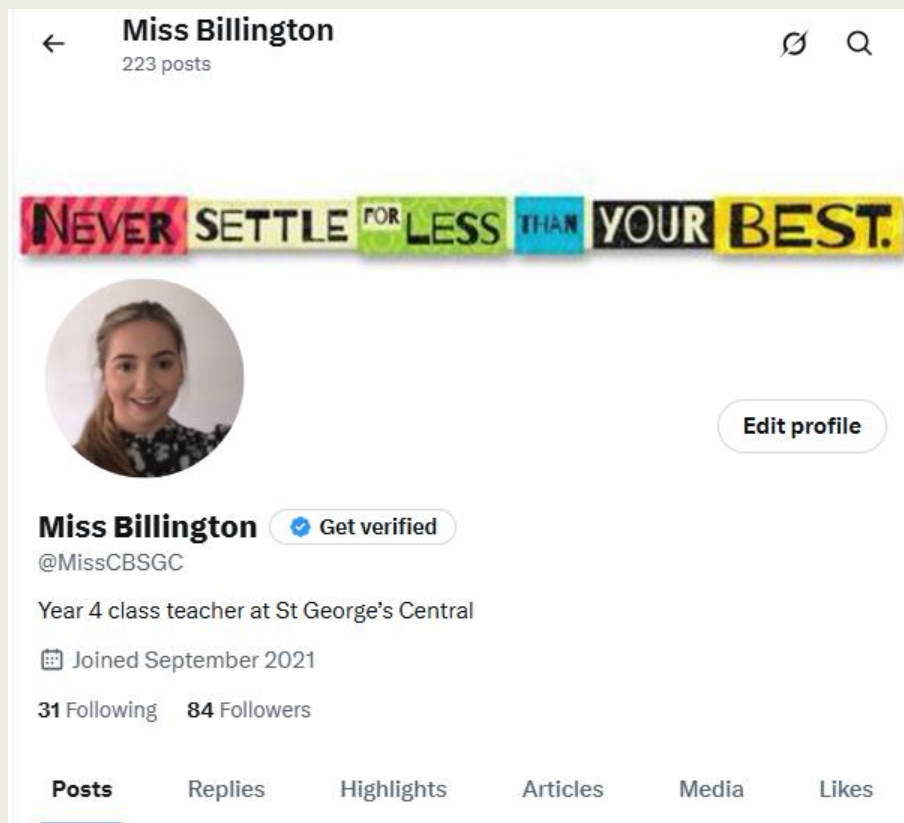 Miss Billington
223 posts
NEVER SETTLE FOR LESS THAN YOUR BEST.
Edit profile
Miss Billington Get verified
@MissCBSGC
Year 4 class teacher at St George’s Central
Joined September 2021
31 Following 84 Followers
Posts Replies Highlights Articles Media Likes